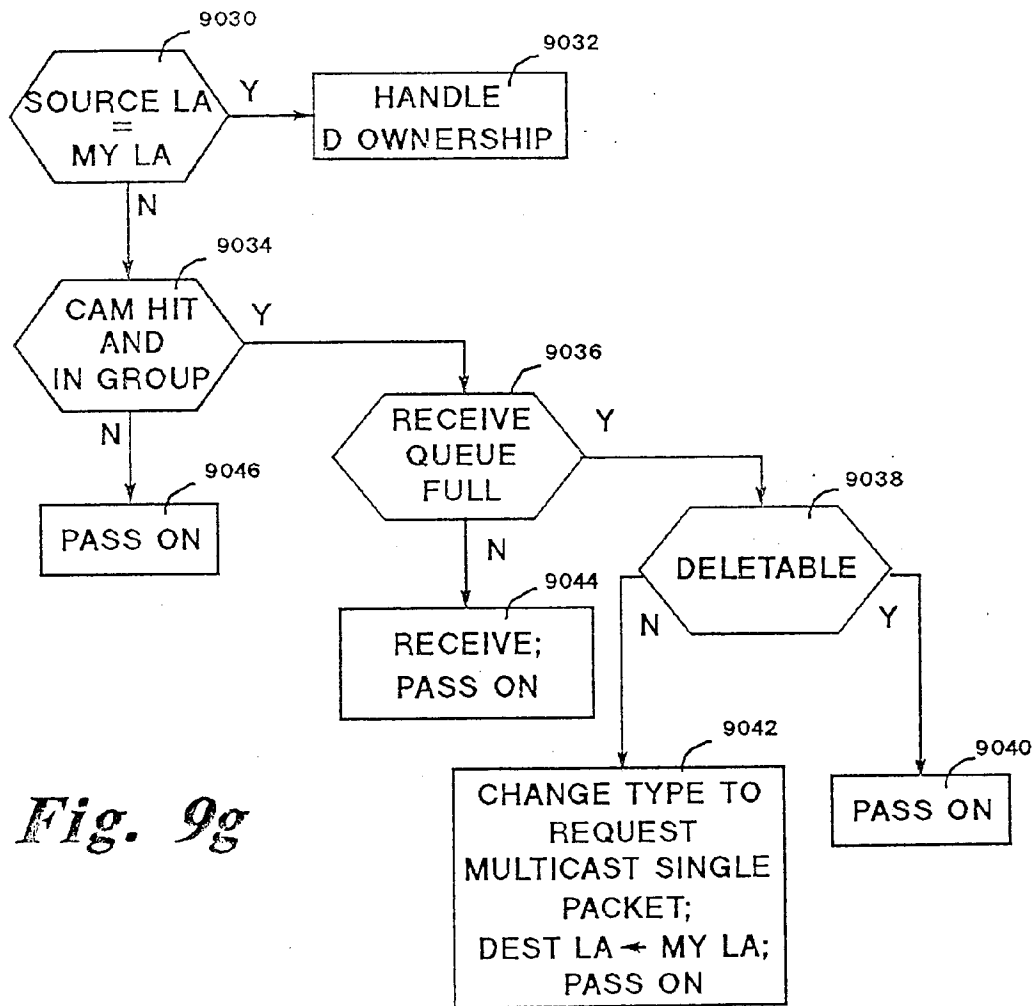 9030
SOURCE LA
=
MY LA
Y
9032
HANDLE
D OWNERSHIP
N
9034
CAM HIT
AND
IN GROUP
Y
9036
RECEIVE
QUEUE
FULL
Y
N
9046
PASS ON
9038
DELETABLE
N
9044
RECEIVE;
PASS ON
N
Y
9042
CHANGE TYPE TO
REQUEST
MULTICAST SINGLE
PACKET;
DEST LA ← MY LA;
PASS ON
9040
PASS ON
Fig. 9g